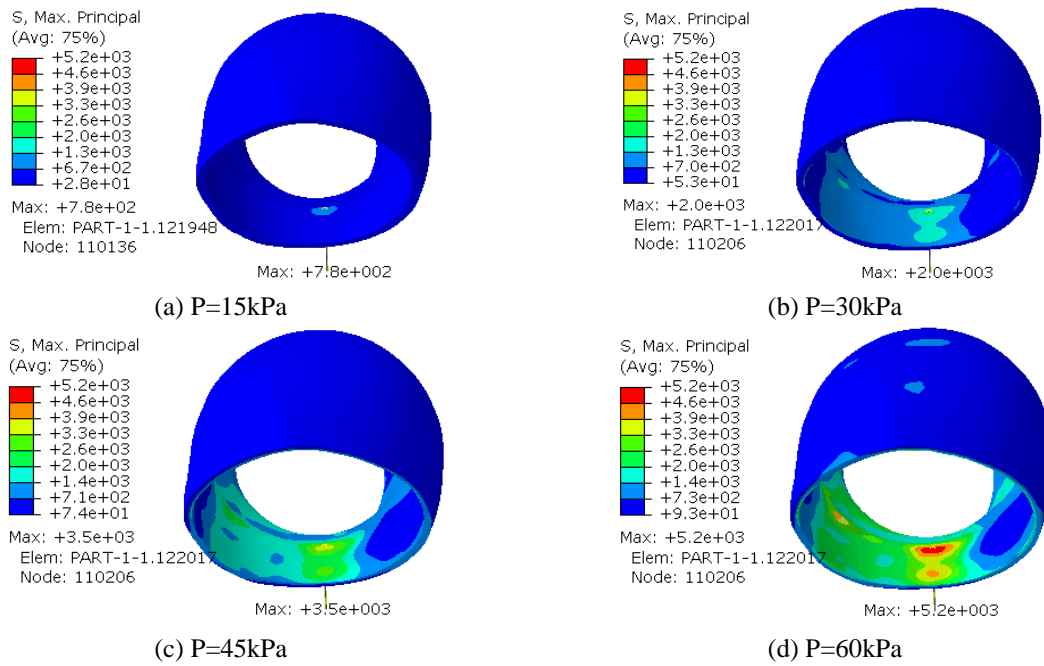 S, Max. Principal
(Avg: 75%)
+5.2e+03
+4.6e+03
+3.9e+03
+3.3e+03
+2.6e+03
+2.0e+03
+1.3e+03
+6.7e+02
+2.8e+01
Max: +7.8e+02
Elem: PART-1-1.121948
Node: 110136
Max: +7.8e+002
(a) P=15kPa
S, Max. Principal
(Avg: 75%)
+5.2e+03
+4.6e+03
+3.9e+03
+3.3e+03
+2.6e+03
+2.0e+03
+1.3e+03
+7.0e+02
+5.3e+01
Max: +2.0e+03
Elem: PART-1-1.122017
Node: 110206
Max: +2.0e+003
(b) P=30kPa
S, Max. Principal
(Avg: 75%)
+5.2e+03
+4.6e+03
+3.9e+03
+3.3e+03
+2.6e+03
+2.0e+03
+1.4e+03
+7.1e+02
+7.4e+01
Max: +3.5e+03
Elem: PART-1-1.122017
Node: 110206
Max: +3.5e+003
(c) P=45kPa
S, Max. Principal
(Avg: 75%)
+5.2e+03
+4.6e+03
+3.9e+03
+3.3e+03
+2.6e+03
+2.0e+03
+1.4e+03
+7.3e+02
+9.3e+01
Max: +5.2e+03
Elem: PART-1-1.122017
Node: 110206
Max: +5.2e+003
(d) P=60kPa